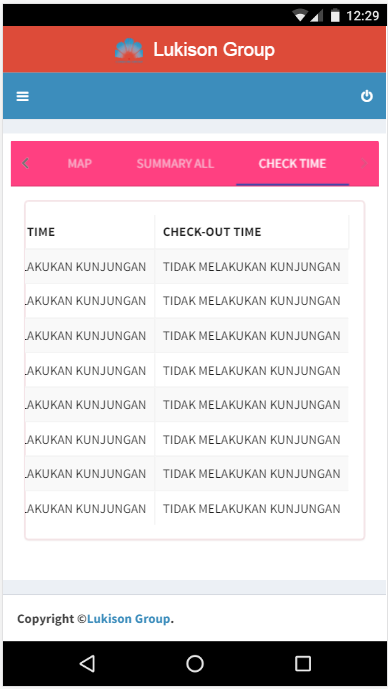 12:29
Lukison Group
MAP SUMMARY ALL CHECK TIME
TIME CHECK-OUT TIME
LAKUKAN KUNJUNGAN TIDAK MELAKUKAN KUNJUNGAN
LAKUKAN KUNJUNGAN TIDAK MELAKUKAN KUNJUNGAN
LAKUKAN KUNJUNGAN TIDAK MELAKUKAN KUNJUNGAN
LAKUKAN KUNJUNGAN TIDAK MELAKUKAN KUNJUNGAN
LAKUKAN KUNJUNGAN TIDAK MELAKUKAN KUNJUNGAN
LAKUKAN KUNJUNGAN TIDAK MELAKUKAN KUNJUNGAN
LAKUKAN KUNJUNGAN TIDAK MELAKUKAN KUNJUNGAN
LAKUKAN KUNJUNGAN TIDAK MELAKUKAN KUNJUNGAN
Copyright ©Lukison Group.